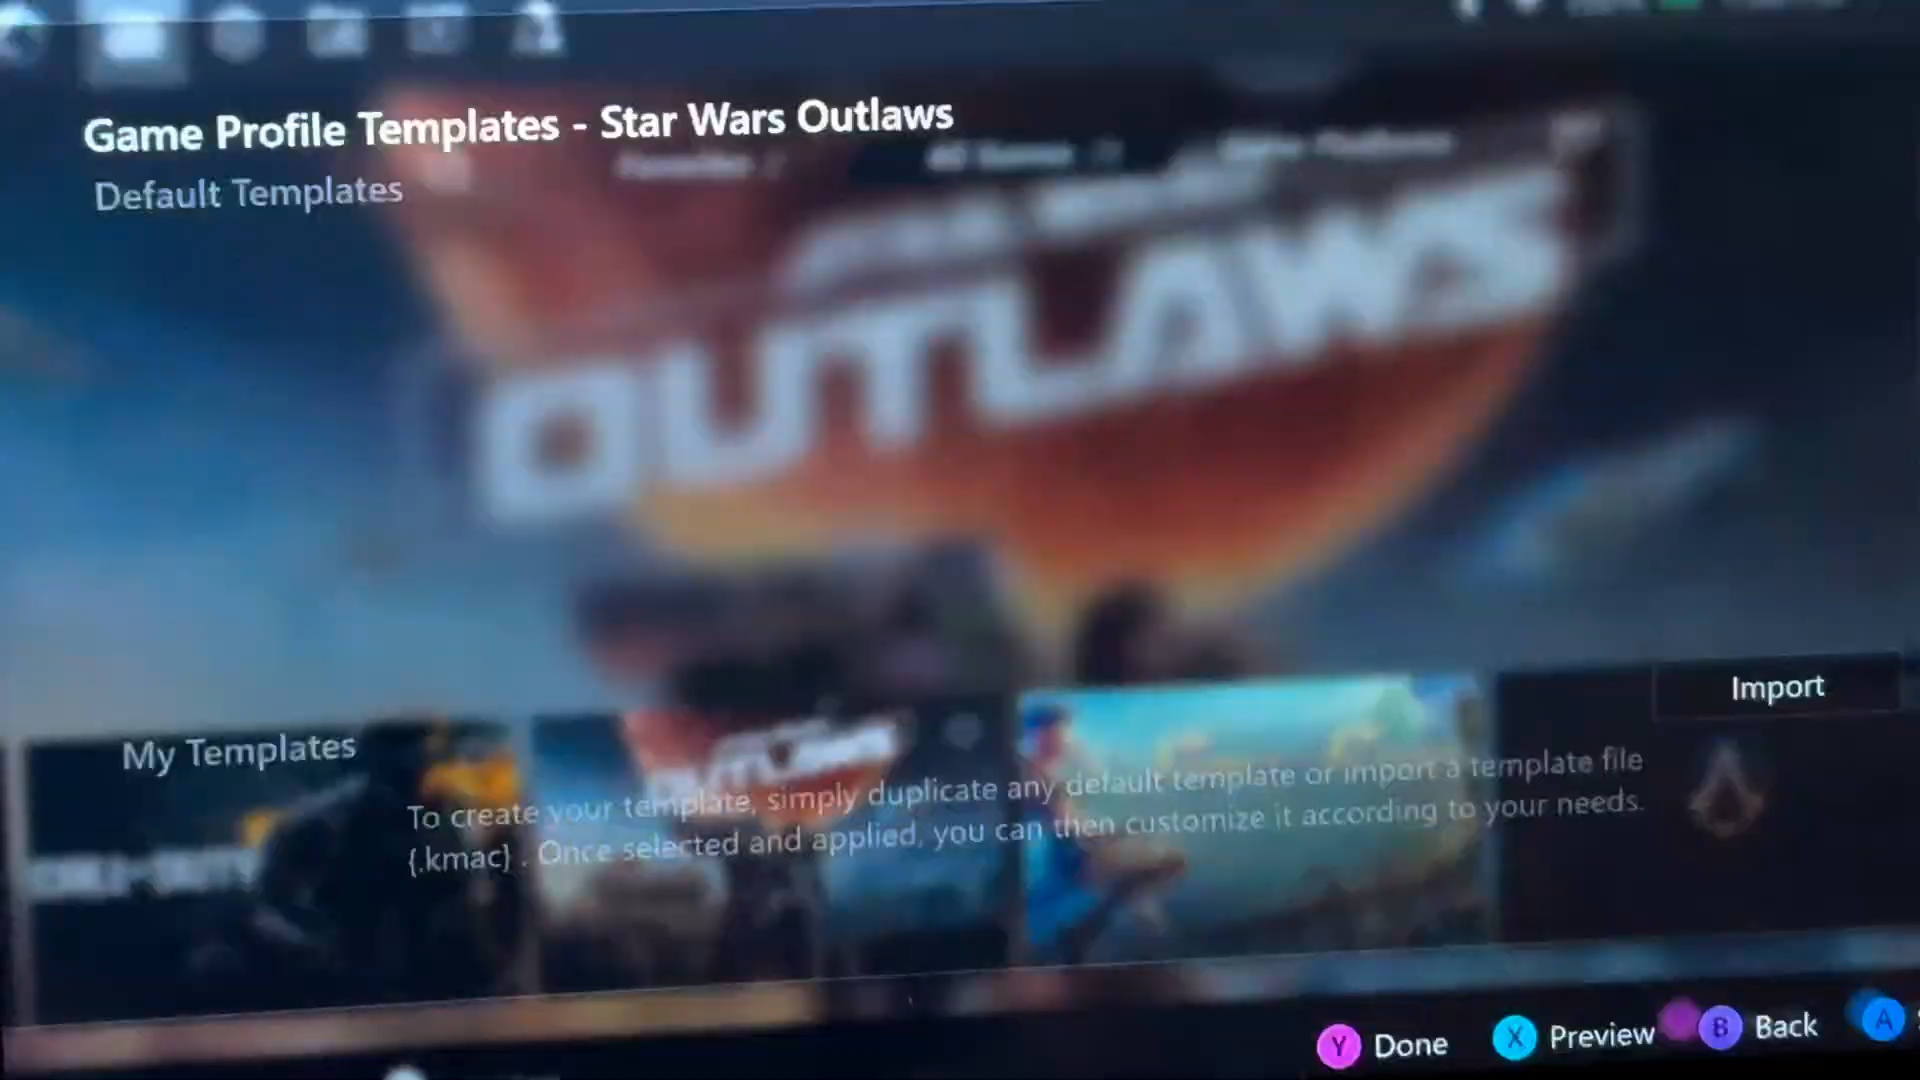 Game Profile Templates - Star Wars Outlaws
Default Templates
OUTLAWS
Import
My Templates
OUTLAWS
To create your template, simply duplicate any default template or import a template file
{.kmac} . Once selected and applied, you can then customize it according to your needs.
Y Done X Preview B Back A